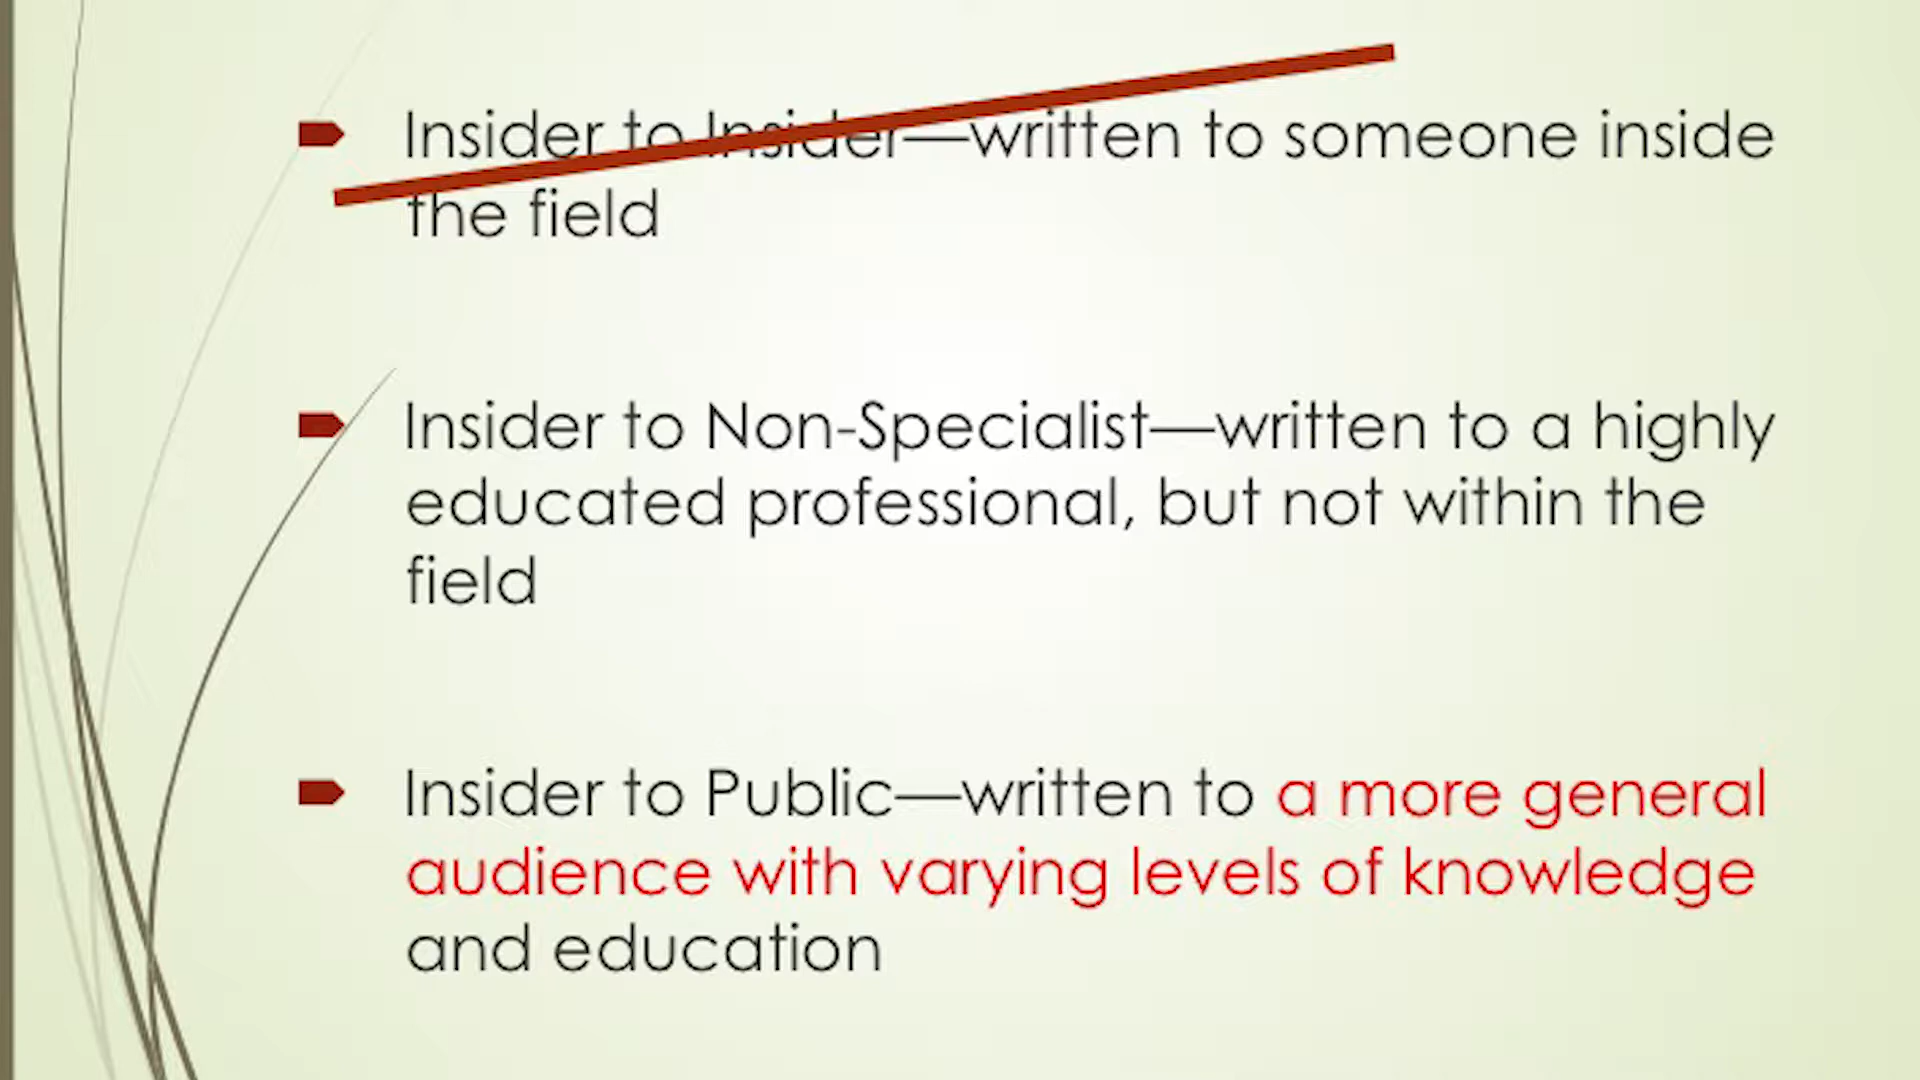 Insider to Insider—written to someone inside
the field
Insider to Non-Specialist—written to a highly
educated professional, but not within the
field
Insider to Public—written to a more general
audience with varying levels of knowledge
and education